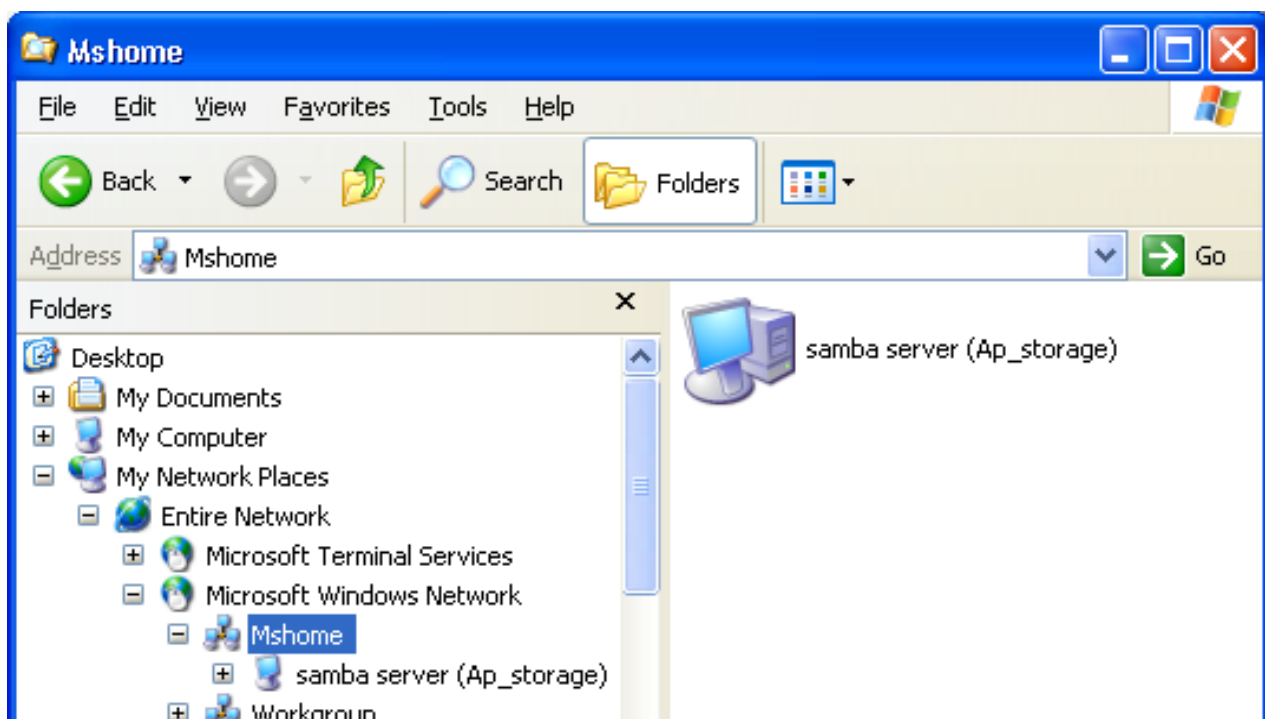 Mshome
File Edit View Favorites Tools Help
Back Search Folders
Address Mshome Go
Folders
Desktop
My Documents
My Computer
My Network Places
Entire Network
Microsoft Terminal Services
Microsoft Windows Network
Mshome
samba server (Ap_storage)
Workgroup
samba server (Ap_storage)